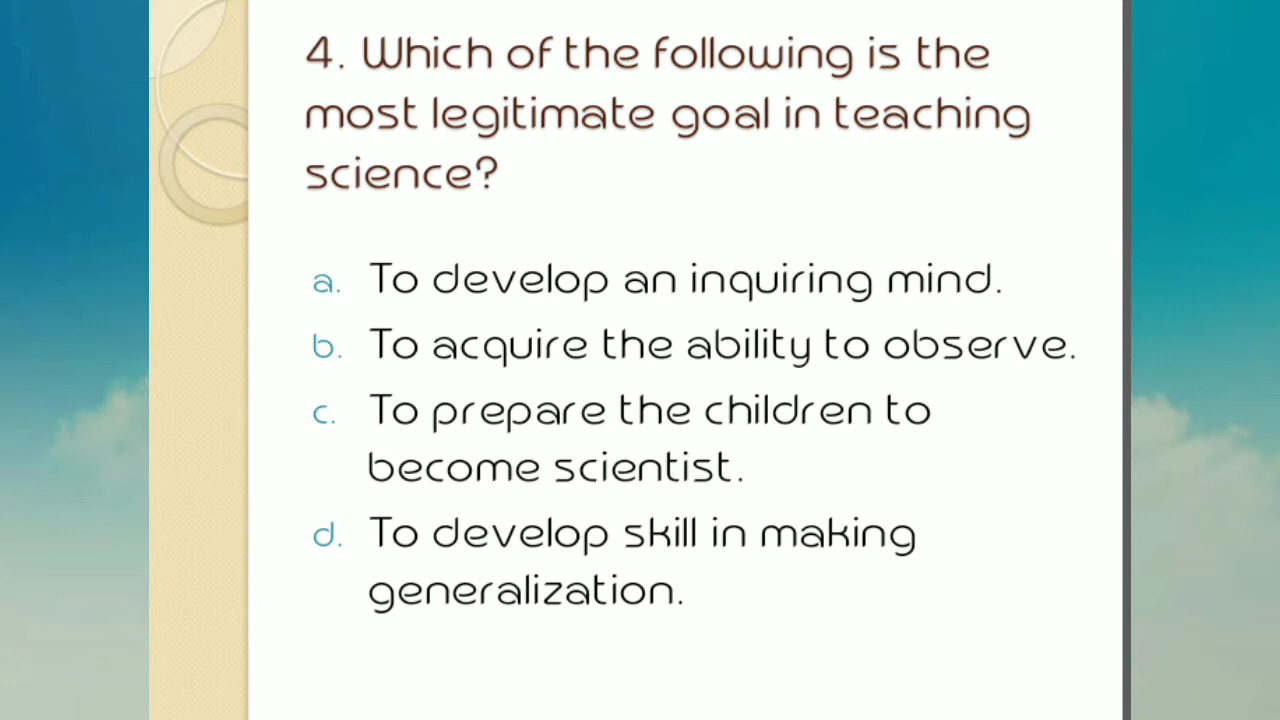 4. Which of the following is the
most legitimate goal in teaching
science?
a. To develop an inquiring mind.
b. To acquire the ability to observe.
c. To prepare the children to
become scientist.
d. To develop skill in making
generalization.